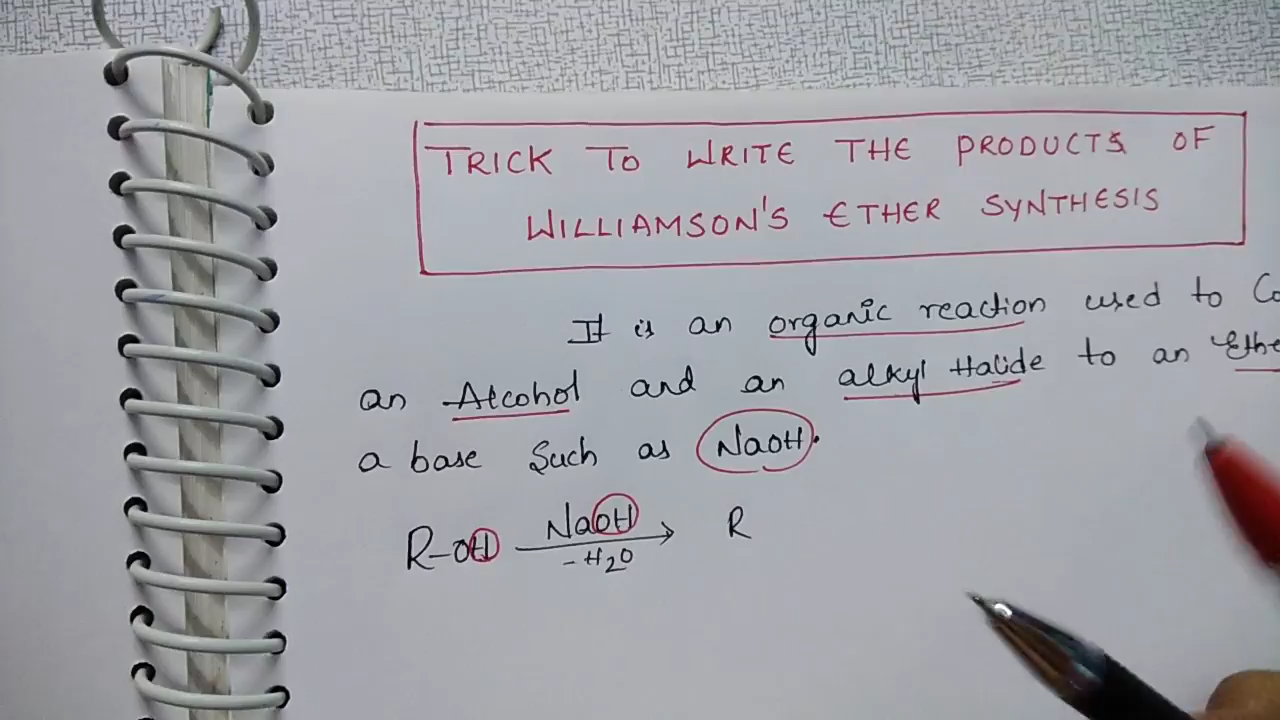 TRICK TO WRITE THE PRODUCTS OF
WILLIAMSON'S ETHER SYNTHESIS
It is an organic reaction used to
an Alcohol and an alkyl Halide to an
a base Such as NaOH.
R-OH NaOH → R
-H2O